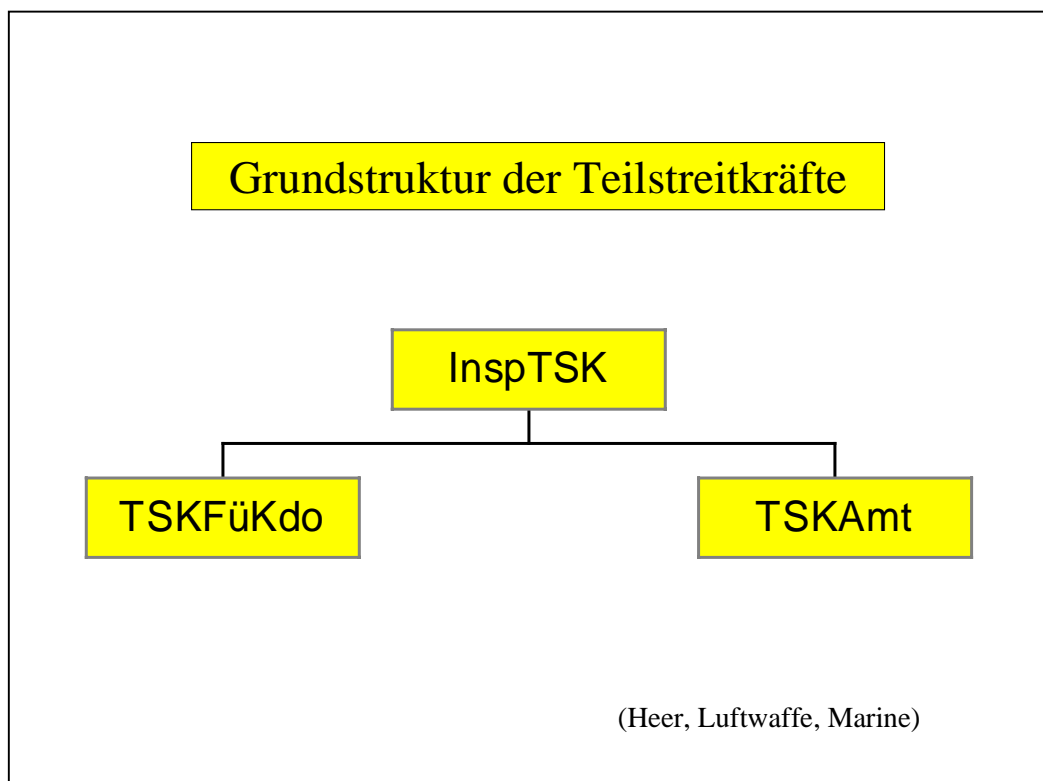 Grundstruktur der Teilstreitkräfte
InspTSK
TSKFüKdo
TSKAmt
(Heer, Luftwaffe, Marine)